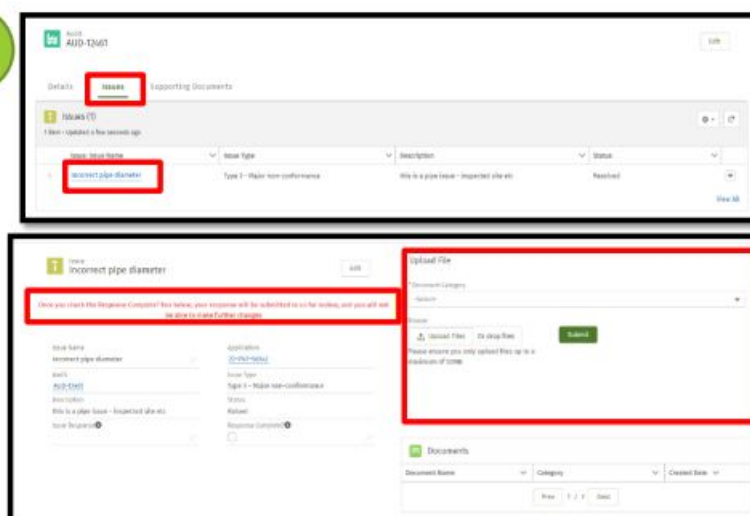 Audit
AUD-12461
Edit
Details Issues Supporting Documents
Issues (1)
1 item • Updated a few seconds ago
Issue: Issue Name Issue Type Description Status
1 Incorrect pipe diameter Type 3 - Major non-conformance this is a pipe issue - inspected site etc Resolved
View All
Issue
Incorrect pipe diameter
Edit
Once you check the 'Response Complete?' box below, your response will be submitted to us for review, and you will not
be able to make further changes
Issue Name Application
Incorrect pipe diameter
Audit Issue Type
AUD-12461 Type 3 - Major non-conformance
Description Status
this is a pipe issue - inspected site etc Raised
Issue Response Response Complete?
Upload File
* Document Category
Browse
Upload Files Or drop files Submit
Please ensure you only upload files up to a
maximum of
Documents
Document Name Category Created Date
Prev 1 / 1 Next